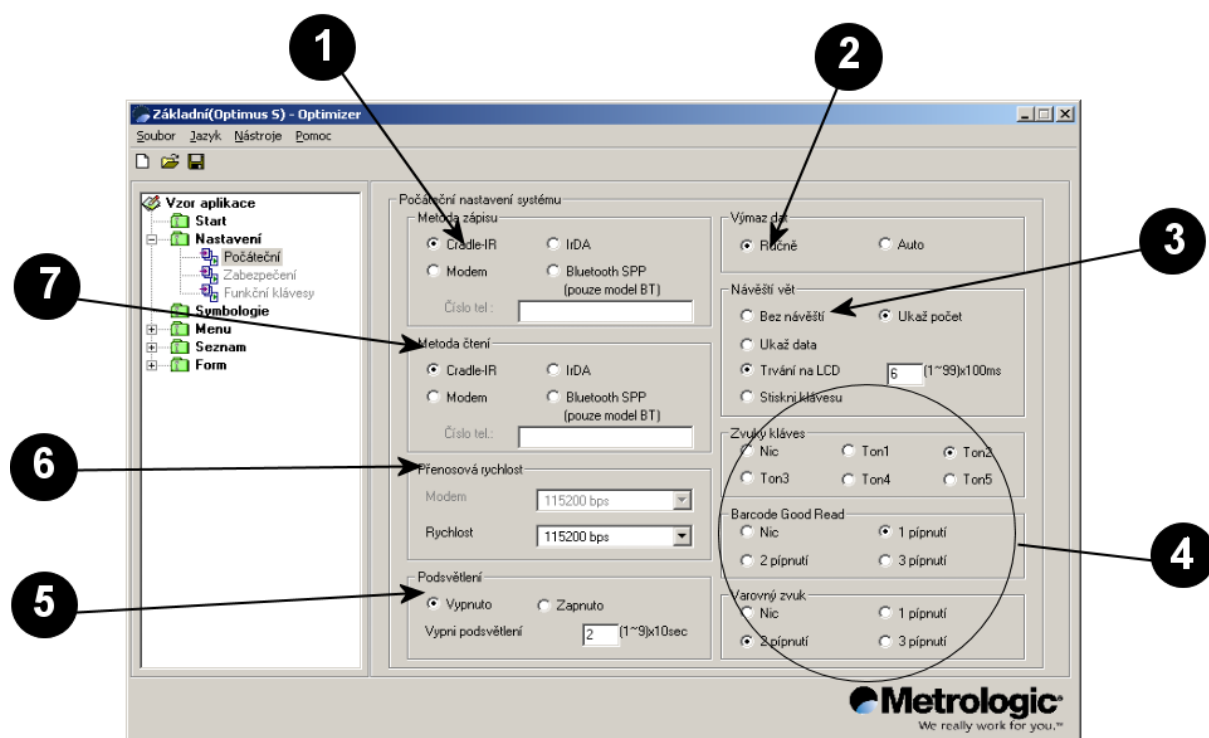 1
2
Základní(Optimus S) - Optimizer
Soubor Jazyk Nástroje Pomoc
Vzor aplikace
Start
Nastavení
Počáteční
Zabezpečení
Funkční klávesy
Symbologie
Menu
Seznam
Form
7
6
5
Počáteční nastavení systému
Metoda zápisu
Cradle-IR IrDA
Modem Bluetooth SPP
(pouze model BT)
Číslo tel :
Metoda čtení
Cradle-IR IrDA
Modem Bluetooth SPP
(pouze model BT)
Číslo tel.:
Přenosová rychlost
Modem 115200 bps
Rychlost 115200 bps
Podsvětlení
Vypnuto Zapnuto
Vypni podsvětlení 2 (1~9)x10sec
Výmaz dat
Ručně Auto
Návěští vět
Bez návěští Ukaž počet
Ukaž data
Trvání na LCD 6 (1~99)x100ms
Stiskni klávesu
Zvuky kláves
Nic Ton1 Ton2
Ton3 Ton4 Ton5
Barcode Good Read
Nic 1 pípnutí
2 pípnutí 3 pípnutí
Varovný zvuk
Nic 1 pípnutí
2 pípnutí 3 pípnutí
3
4
Metrologic
We really work for you.™